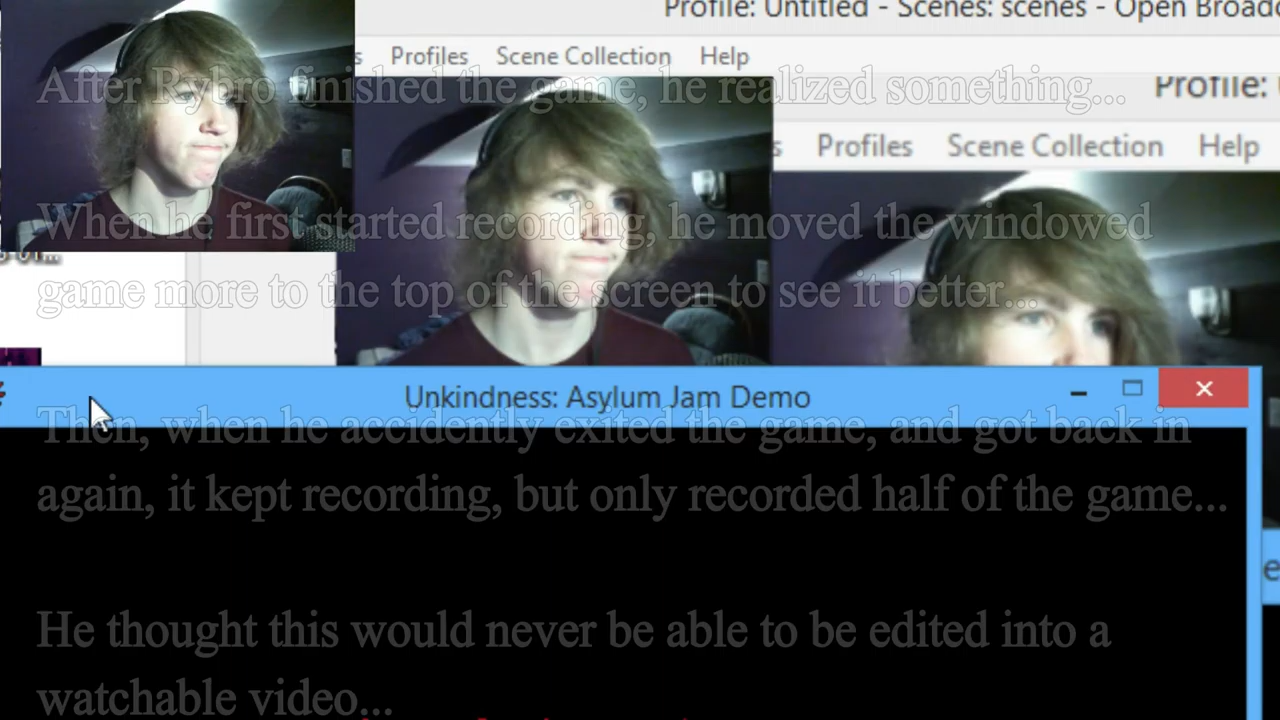 Profile: Untitled - Scenes: scenes - Open Broadc
Profiles Scene Collection Help
After Rybro finished the game, he realized something...
Profile:
Profiles Scene Collection Help
When he first started recording, he moved the windowed
game more to the top of the screen to see it better...
Unkindness: Asylum Jam Demo
Then, when he accidently exited the game, and got back in
again, it kept recording, but only recorded half of the game...
He thought this would never be able to be edited into a
watchable video...